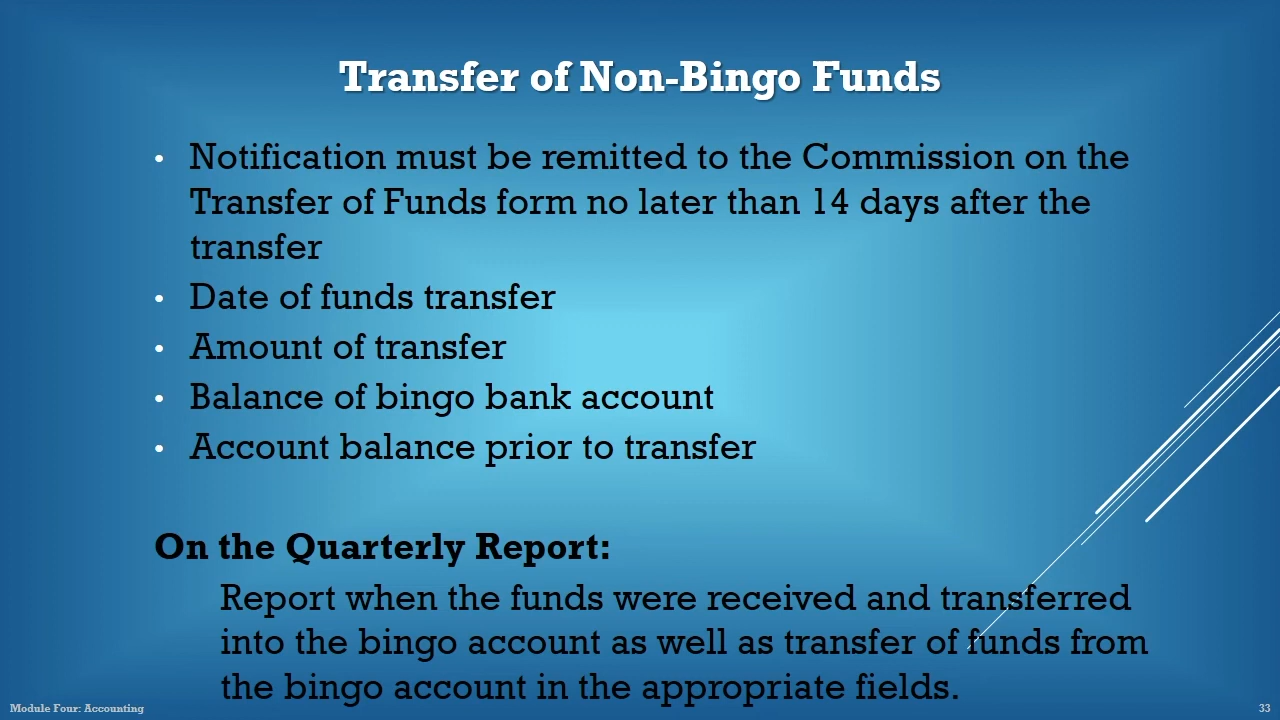 Transfer of Non-Bingo Funds
• Notification must be remitted to the Commission on the
Transfer of Funds form no later than 14 days after the
transfer
• Date of funds transfer
• Amount of transfer
• Balance of bingo bank account
• Account balance prior to transfer
On the Quarterly Report:
Report when the funds were received and transferred
into the bingo account as well as transfer of funds from
the bingo account in the appropriate fields.
Module Four: Accounting
33